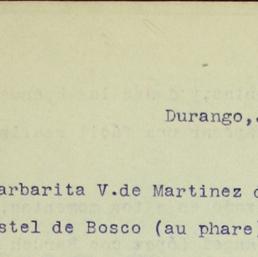 Durango,
arbarita V.de Martinez
stel de Bosco (au phare)